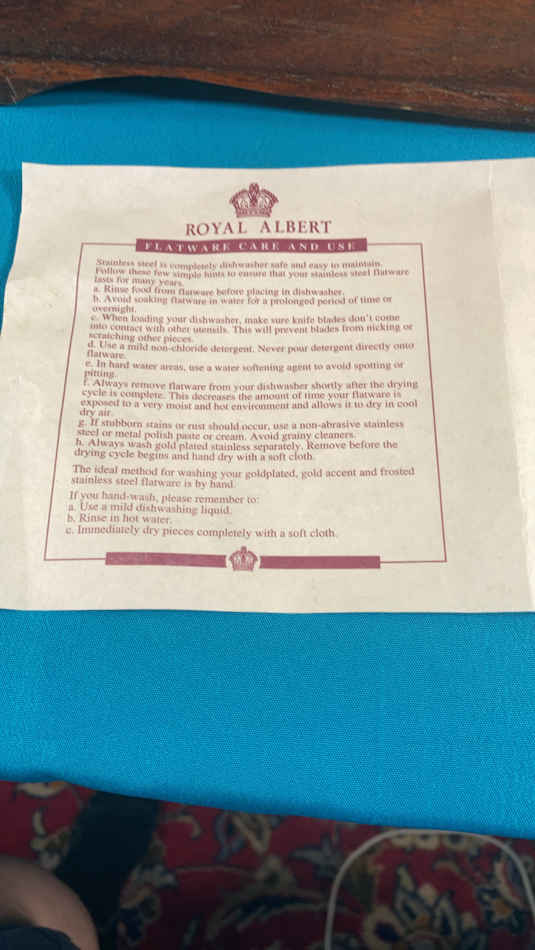 ROYAL ALBERT
FLATWARE CARE AND USE
Stainless steel is completely dishwasher safe and easy to maintain.
Follow these few simple hints to ensure that your stainless steel flatware
lasts for many years.
a. Rinse food from flatware before placing in dishwasher.
b. Avoid soaking flatware in water for a prolonged period of time or
overnight.
c. When loading your dishwasher, make sure knife blades don't come
into contact with other utensils. This will prevent blades from nicking or
scratching other pieces.
d. Use a mild non-chloride detergent. Never pour detergent directly onto
flatware.
e. In hard water areas, use a water softening agent to avoid spotting or
pitting.
f. Always remove flatware from your dishwasher shortly after the drying
cycle is complete. This decreases the amount of time your flatware is
exposed to a very moist and hot environment and allows it to dry in cool
dry air.
g. If stubborn stains or rust should occur, use a non-abrasive stainless
steel or metal polish paste or cream. Avoid grainy cleaners.
h. Always wash gold plated stainless separately. Remove before the
drying cycle begins and hand dry with a soft cloth.
The ideal method for washing your goldplated, gold accent and frosted
stainless steel flatware is by hand.
If you hand-wash, please remember to:
a. Use a mild dishwashing liquid.
b. Rinse in hot water.
c. Immediately dry pieces completely with a soft cloth.